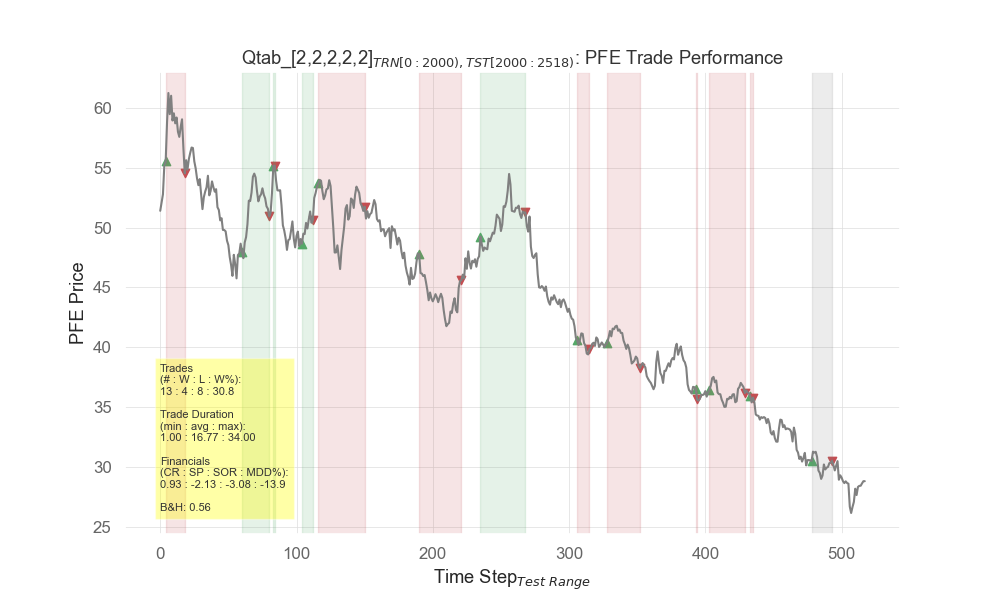 Qtab_[2,2,2,2,2]TRN[0 : 2000), TST[2000 : 2518): PFE Trade Performance
PFE Price
60
55
50
45
40
35
30
25
Trades
(# : W : L : W%):
13 : 4 : 8 : 30.8
Trade Duration
(min : avg : max):
1.00 : 16.77 : 34.00
Financials
(CR : SP : SOR : MDD%):
0.93 : -2.13 : -3.08 : -13.9
B&H: 0.56
0 100 200 300 400 500
Time StepTest Range